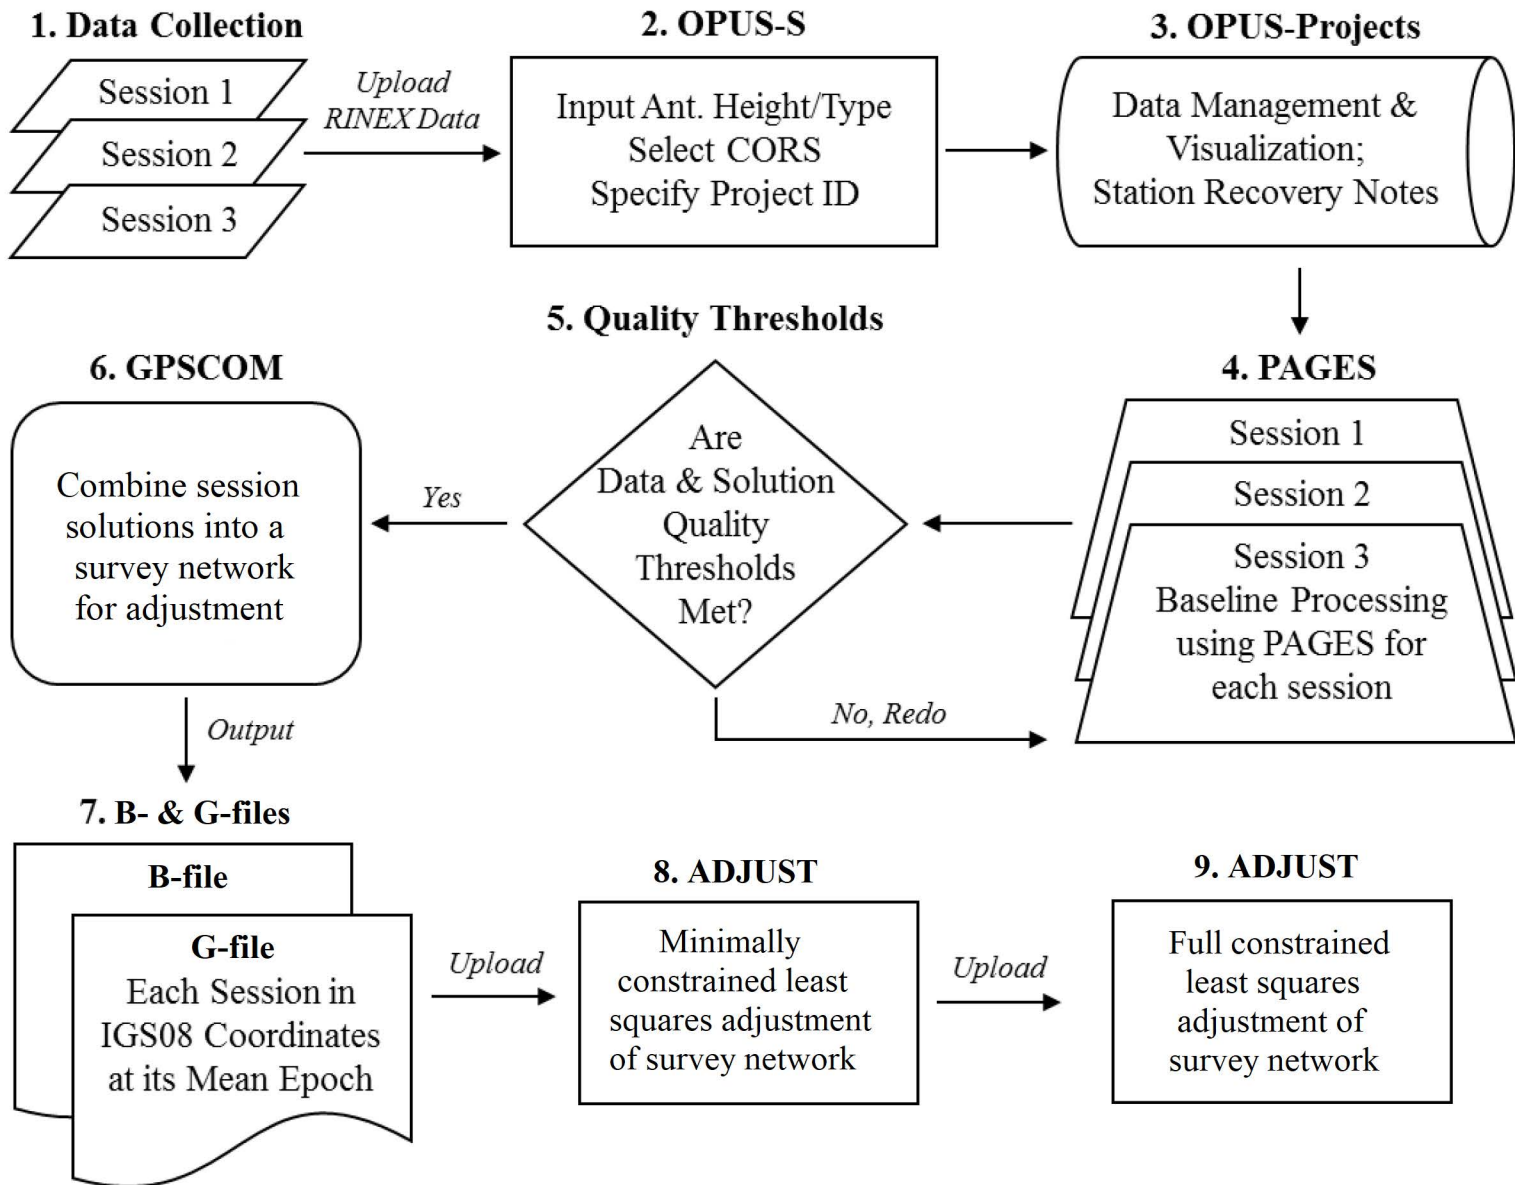 1. Data Collection
Session 1
Session 2
Session 3
Upload
RINEX Data
2. OPUS-S
Input Ant. Height/Type
Select CORS
Specify Project ID
3. OPUS-Projects
Data Management &
Visualization;
Station Recovery Notes
4. PAGES
Session 1
Session 2
Session 3
Baseline Processing
using PAGES for
each session
5. Quality Thresholds
Are
Data & Solution
Quality
Thresholds
Met?
Yes
No, Redo
6. GPSCOM
Combine session
solutions into a
survey network
for adjustment
Output
7. B- & G-files
B-file
G-file
Each Session in
IGS08 Coordinates
at its Mean Epoch
Upload
8. ADJUST
Minimally
constrained least
squares adjustment
of survey network
Upload
9. ADJUST
Full constrained
least squares
adjustment of
survey network